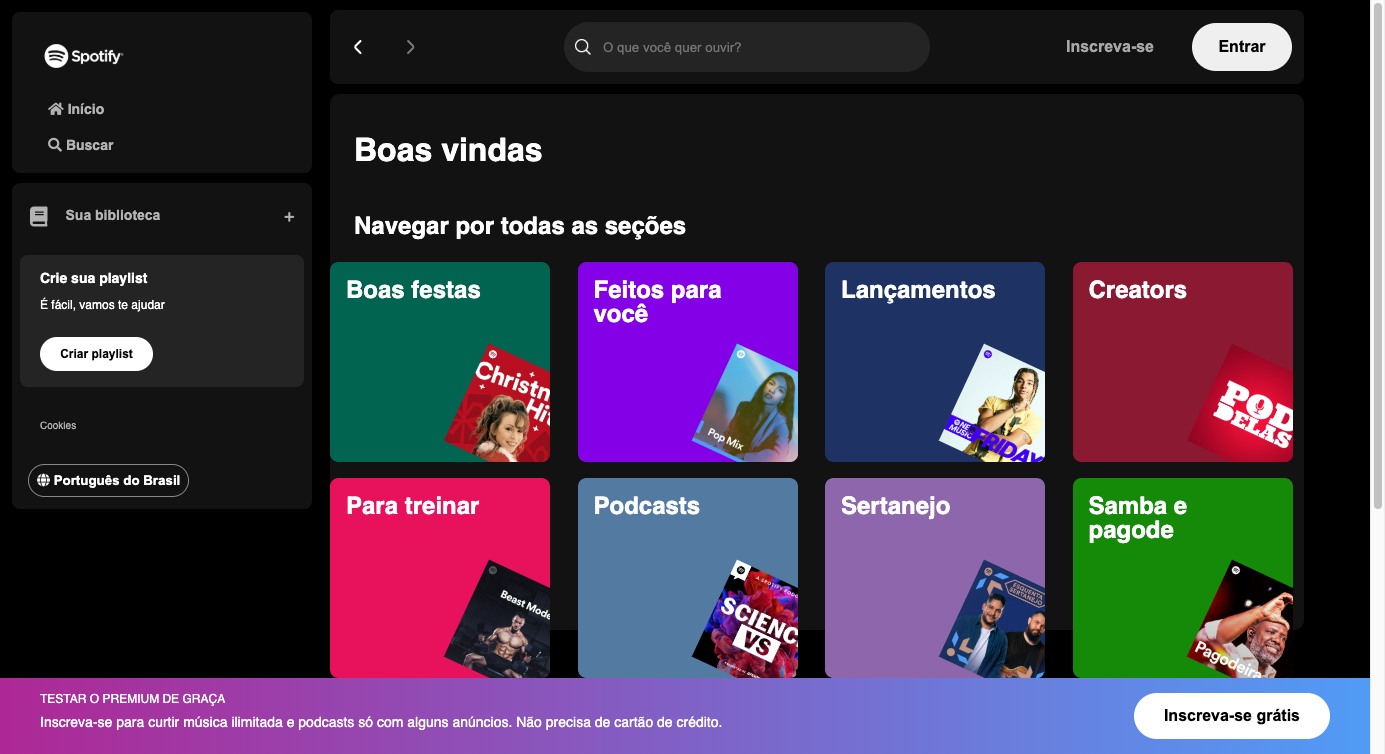 Spotify
Início
Buscar
Sua biblioteca
+
Crie sua playlist
É fácil, vamos te ajudar
Criar playlist
Cookies
Português do Brasil
O que você quer ouvir?
Inscreva-se
Entrar
Boas vindas
Navegar por todas as seções
Boas festas
Christm
Hit
Feitos para
você
Pop Mix
Lançamentos
NE
MUSIC
FRIDAY
Creators
POD
DELAS
Para treinar
Beast Mode
Podcasts
SCIENC
VS
Sertanejo
ESQUENTA
SERTANEJO
Samba e
pagode
Pagodeira
TESTAR O PREMIUM DE GRAÇA
Inscreva-se para curtir música ilimitada e podcasts só com alguns anúncios. Não precisa de cartão de crédito.
Inscreva-se grátis